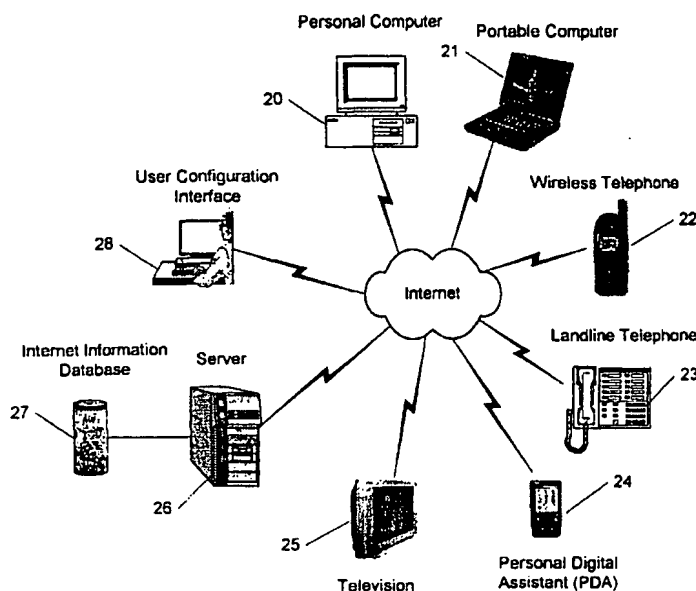 Personal Computer
Portable Computer
21
20
User Configuration
Interface
Wireless Telephone
22
28
Internet
Landline Telephone
Internet Information
Database
Server
23
27
24
26
25
Personal Digital
Assistant (PDA)
Television